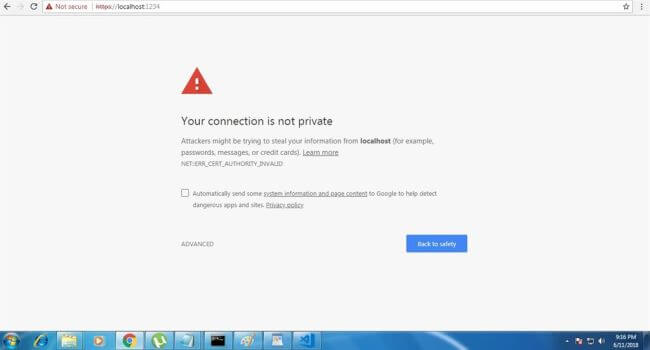 Not secure | https://localhost:1234
Your connection is not private
Attackers might be trying to steal your information from localhost (for example,
passwords, messages, or credit cards). Learn more
NET::ERR_CERT_AUTHORITY_INVALID
Automatically send some system information and page content to Google to help detect
dangerous apps and sites. Privacy policy
ADVANCED
Back to safety
9:16 PM
6/11/2018